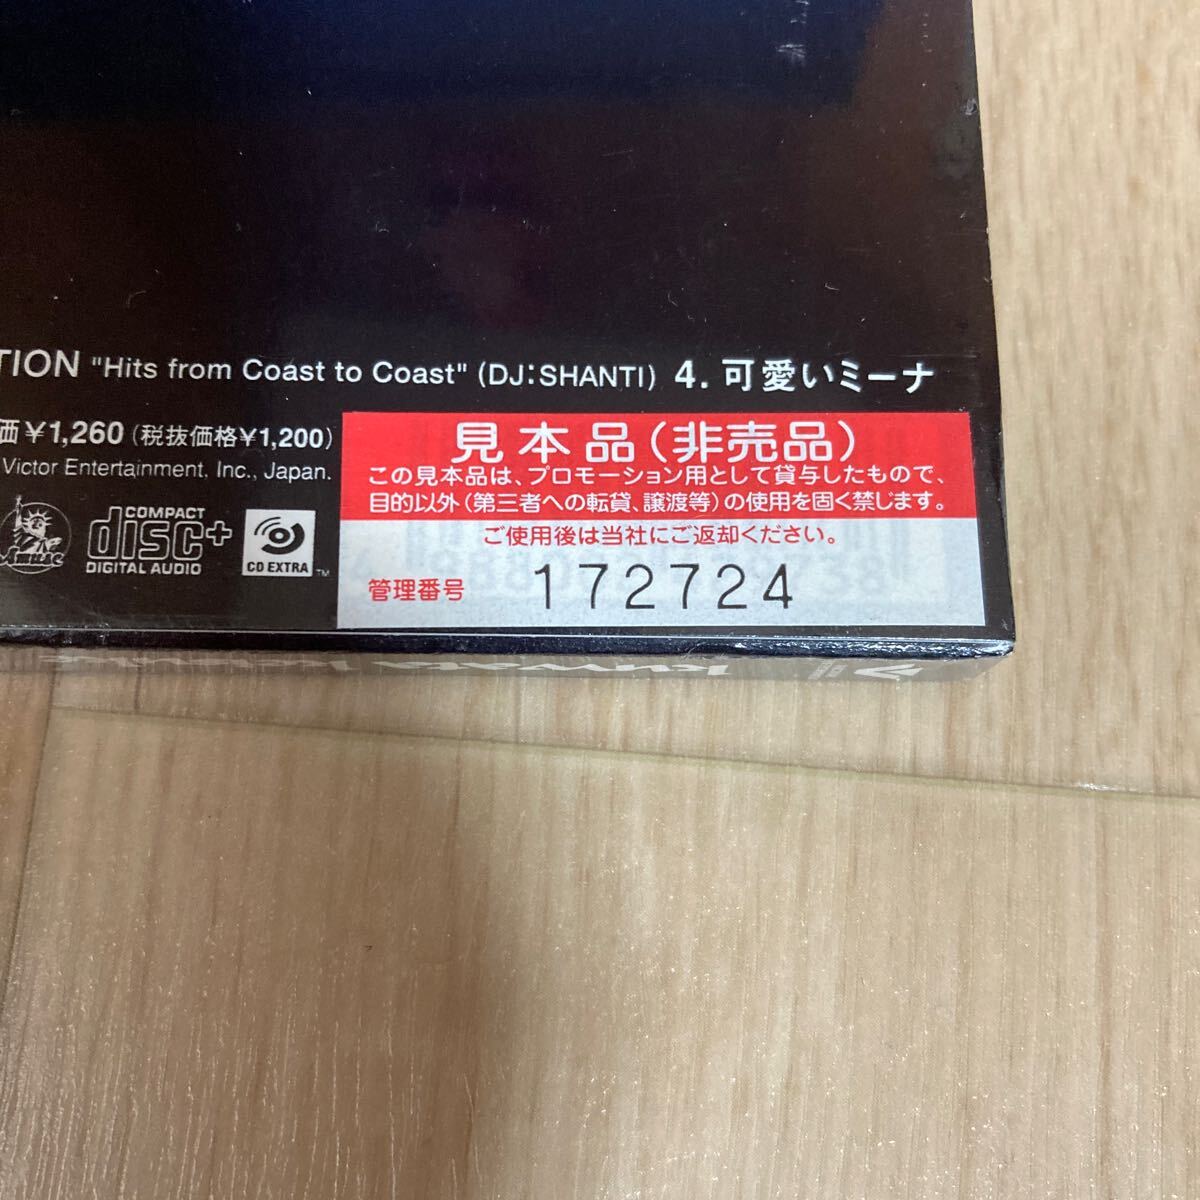 TION "Hits from Coast to Coast" (DJ:SHANTI) 4. 可愛いミーナ
価¥1,260(税抜価格¥1,200)
Victor Entertainment, Inc., Japan.
COMPACT
disc+
DIGITAL AUDIO
CD EXTRA ™
見本品(非売品)
この見本品は、プロモーション用として貸与したもので、
目的以外(第三者への転貸、譲渡等)の使用を固く禁じます。
ご使用後は当社にご返却ください。
管理番号 172724